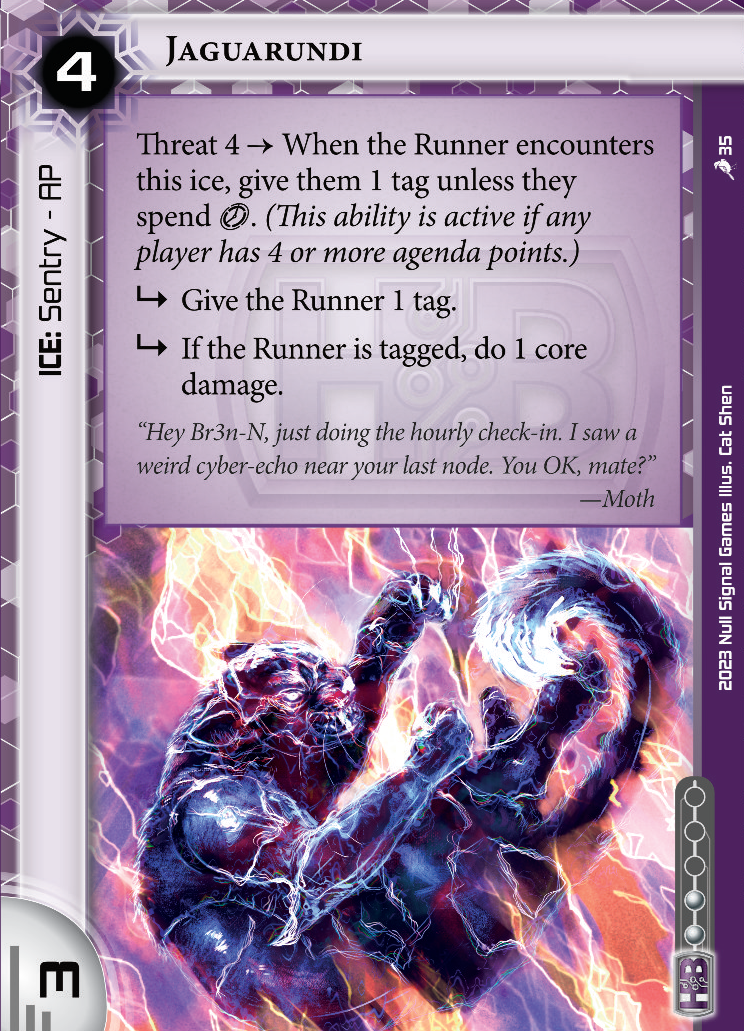 4
JAGUARUNDI
ICE: Sentry - AP
Threat 4 → When the Runner encounters
this ice, give them 1 tag unless they
spend . (This ability is active if any
player has 4 or more agenda points.)
↳ Give the Runner 1 tag.
↳ If the Runner is tagged, do 1 core
damage.
“Hey Br3n-N, just doing the hourly check-in. I saw a
weird cyber-echo near your last node. You OK, mate?”
—Moth
3
35
2023 Null Signal Games Illus. Cat Shen
HB
HB